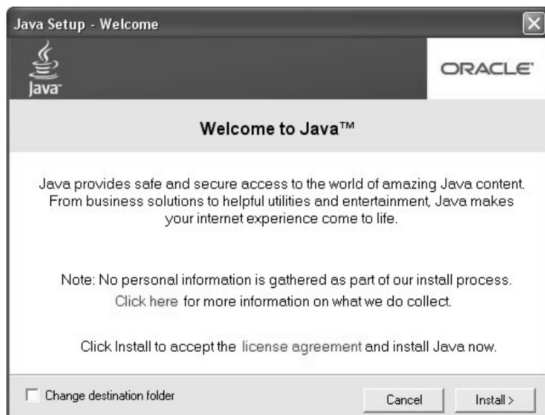 Java Setup - Welcome
Java™
ORACLE®
Welcome to Java™
Java provides safe and secure access to the world of amazing Java content.
From business solutions to helpful utilities and entertainment, Java makes
your internet experience come to life.
Note: No personal information is gathered as part of our install process.
Click here for more information on what we do collect.
Click Install to accept the license agreement and install Java now.
Change destination folder
Cancel
Install >